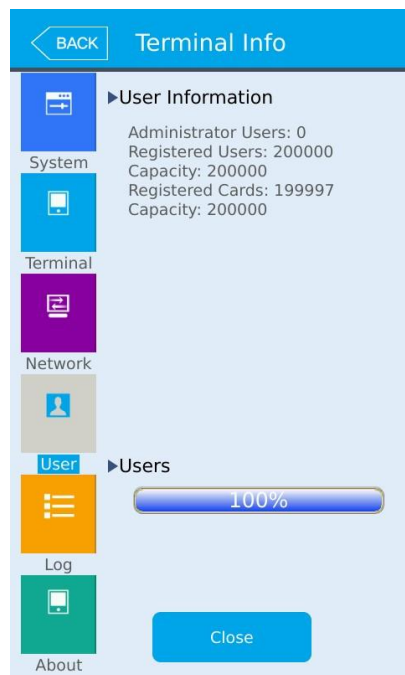 BACK
Terminal Info
System
Terminal
Network
User
Log
About
▶User Information
Administrator Users: 0
Registered Users: 200000
Capacity: 200000
Registered Cards: 199997
Capacity: 200000
▶Users
100%
Close